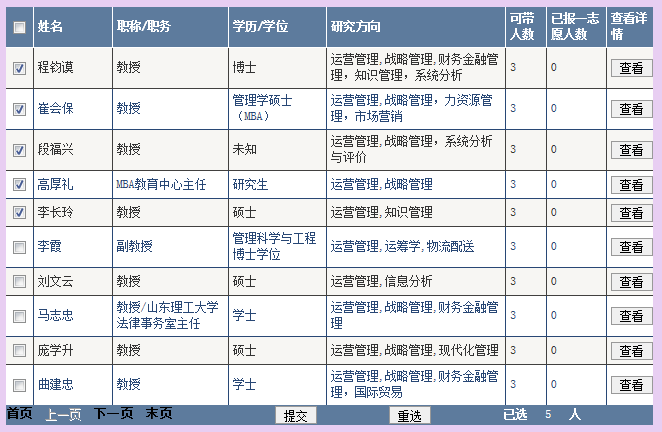 姓名 职称/职务 学历/学位 研究方向 可带人数 已报一志愿人数 查看详情
程钧谟 教授 博士 运营管理,战略管理,财务金融管理，知识管理，系统分析 3 0 查看
崔会保 教授 管理学硕士（MBA） 运营管理,战略管理，力资源管理，市场营销 3 0 查看
段福兴 教授 未知 运营管理,战略管理，系统分析与评价 3 0 查看
高厚礼 MBA教育中心主任 研究生 运营管理,战略管理 3 0 查看
李长玲 教授 硕士 运营管理,知识管理 3 0 查看
李霞 副教授 管理科学与工程博士学位 运营管理,运筹学,物流配送 3 0 查看
刘文云 教授 硕士 运营管理,信息分析 3 0 查看
马志忠 教授/山东理工大学法律事务室主任 学士 运营管理,战略管理,财务金融管理 3 0 查看
庞学升 教授 硕士 运营管理,战略管理,现代化管理 3 0 查看
曲建忠 教授 学士 运营管理,战略管理,财务金融管理，国际贸易 3 0 查看
首页 上一页 下一页 末页 提交 重选 已选 5 人